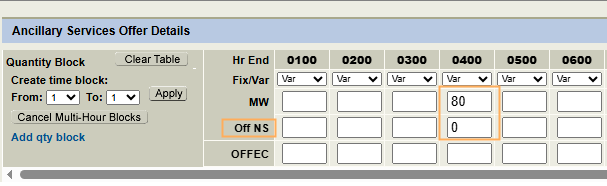 Ancillary Services Offer Details
Quantity Block Clear Table
Create time block:
From: 1 To: 1 Apply
Cancel Multi-Hour Blocks
Add qty block
Hr End 0100 0200 0300 0400 0500 0600
Fix/Var Var Var Var Var Var Var
MW 80
Off NS 0
OFFEC